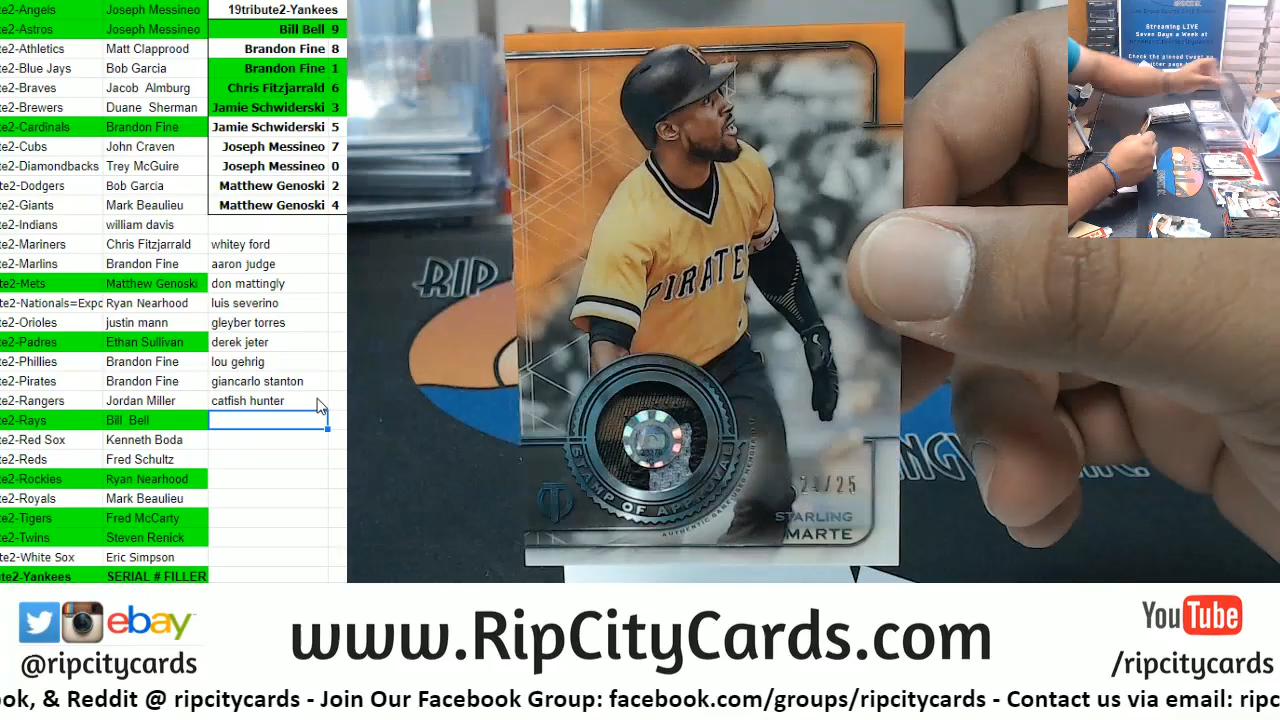 te2-Angels Joseph Messineo 19tribute2-Yankees
te2-Astros Joseph Messineo Bill Bell 9
te2-Athletics Matt Clapprood Brandon Fine 8
te2-Blue Jays Bob Garcia Brandon Fine 1
te2-Braves Jacob Almburg Chris Fitzjarrald 6
te2-Brewers Duane Sherman Jamie Schwiderski 3
te2-Cardinals Brandon Fine Jamie Schwiderski 5
te2-Cubs John Craven Joseph Messineo 7
te2-Diamondbacks Trey McGuire Joseph Messineo 0
te2-Dodgers Bob Garcia Matthew Genoski 2
te2-Giants Mark Beaulieu Matthew Genoski 4
te2-Indians william davis
te2-Mariners Chris Fitzjarrald whitey ford
te2-Marlins Brandon Fine aaron judge
te2-Mets Matthew Genoski don mattingly
te2-Nationals=Expo Ryan Nearhood luis severino
te2-Orioles justin mann gleyber torres
te2-Padres Ethan Sullivan derek jeter
te2-Phillies Brandon Fine lou gehrig
te2-Pirates Brandon Fine giancarlo stanton
te2-Rangers Jordan Miller catfish hunter
te2-Rays Bill Bell
te2-Red Sox Kenneth Boda
te2-Reds Fred Schultz
te2-Rockies Ryan Nearhood
te2-Royals Mark Beaulieu
te2-Tigers Fred McCarty
te2-Twins Steven Renick
te2-White Sox Eric Simpson
ute2-Yankees SERIAL # FILLER
Streaming LIVE
Seven Days a Week at
Check the pinned tweet
PIRATE
RIP
STAMP OF APPROVAL
STARLING
MARTE
ebay
@ripcitycards
www.RipCityCards.com
YouTube
/ripcitycards
ook, & Reddit @ ripcitycards - Join Our Facebook Group: facebook.com/groups/ripcitycards - Contact us via email: ripc